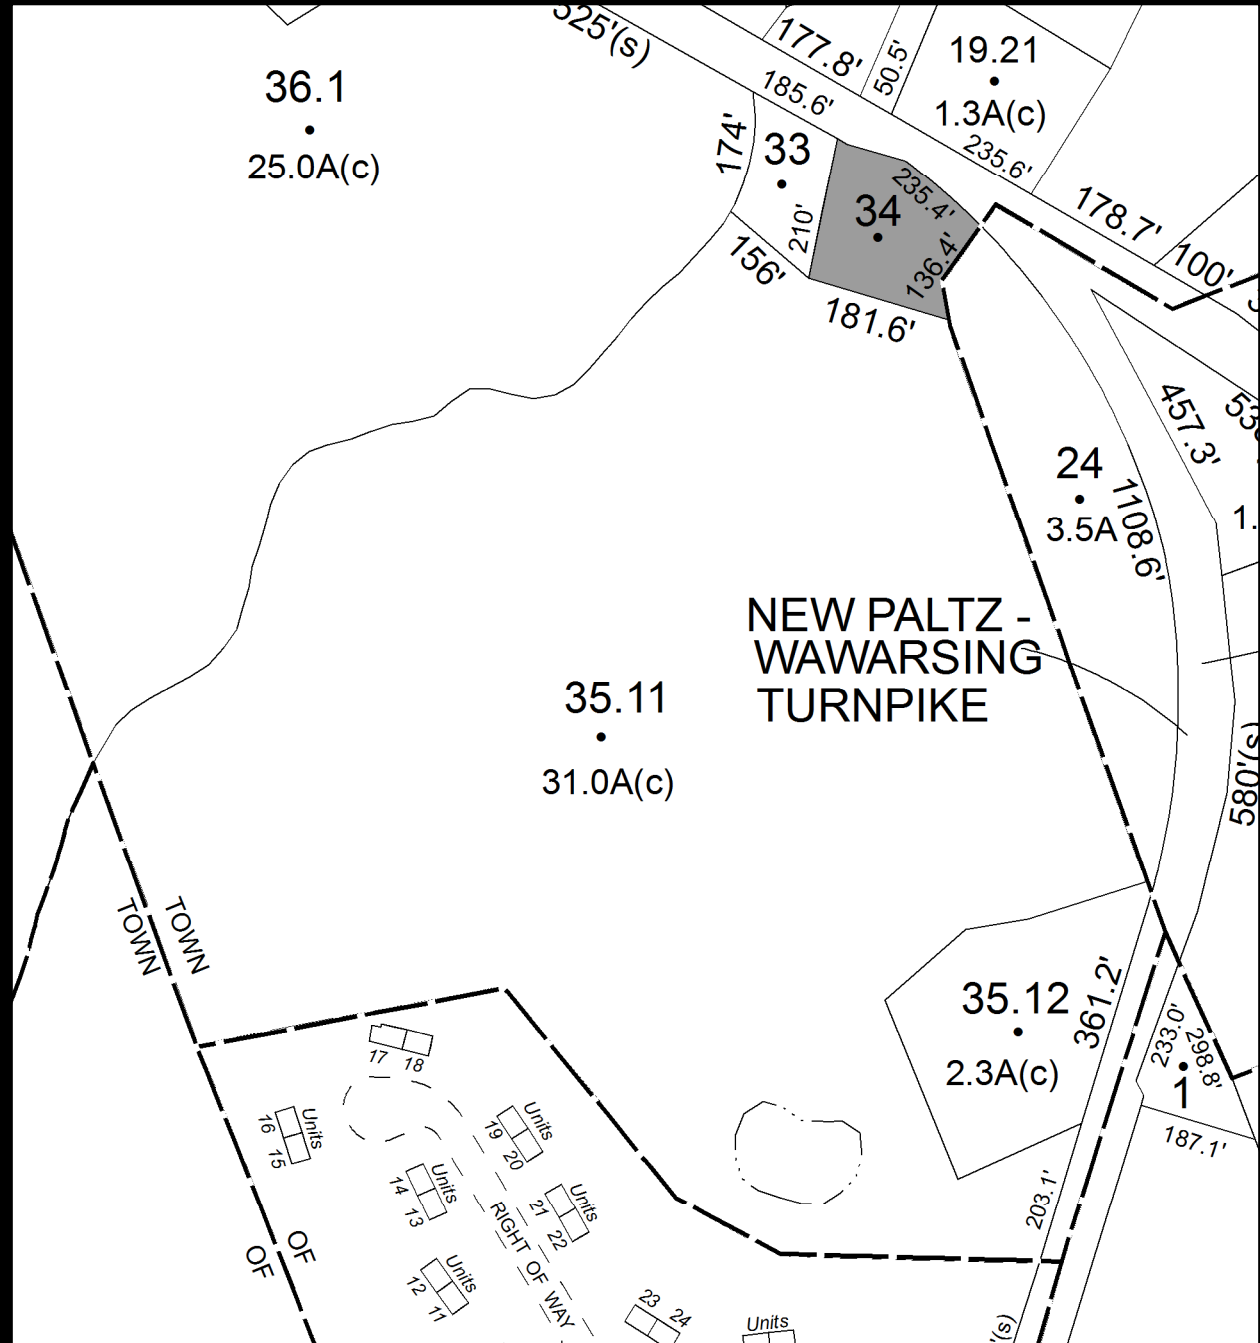 525'(s)
177.8'
50.5'
19.21
1.3A(c)
36.1
25.0A(c)
185.6'
174'
33
235.6'
235.4'
34
210'
178.7'
100'
156'
136.4'
181.6'
457.3'
24
3.5A
1108.6'
1.
NEW PALTZ -
WAWARSING
TURNPIKE
35.11
31.0A(c)
580'(s)
TOWN
TOWN
35.12
2.3A(c)
361.2'
233.0'
298.8'
1
187.1'
203.1'
17
18
16
15
Units
19
20
Units
14
13
Units
21
22
Units
RIGHT OF WAY
OF
OF
12
11
Units
23
24
Units
'(s)